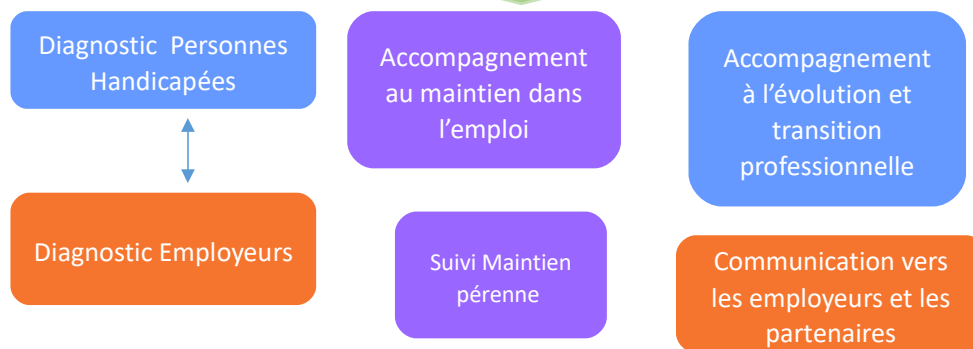 Diagnostic Personnes
Handicapées
Diagnostic Employeurs
Accompagnement
au maintien dans
l’emploi
Suivi Maintien
pérenne
Accompagnement
à l’évolution et
transition
professionnelle
Communication vers
les employeurs et les
partenaires